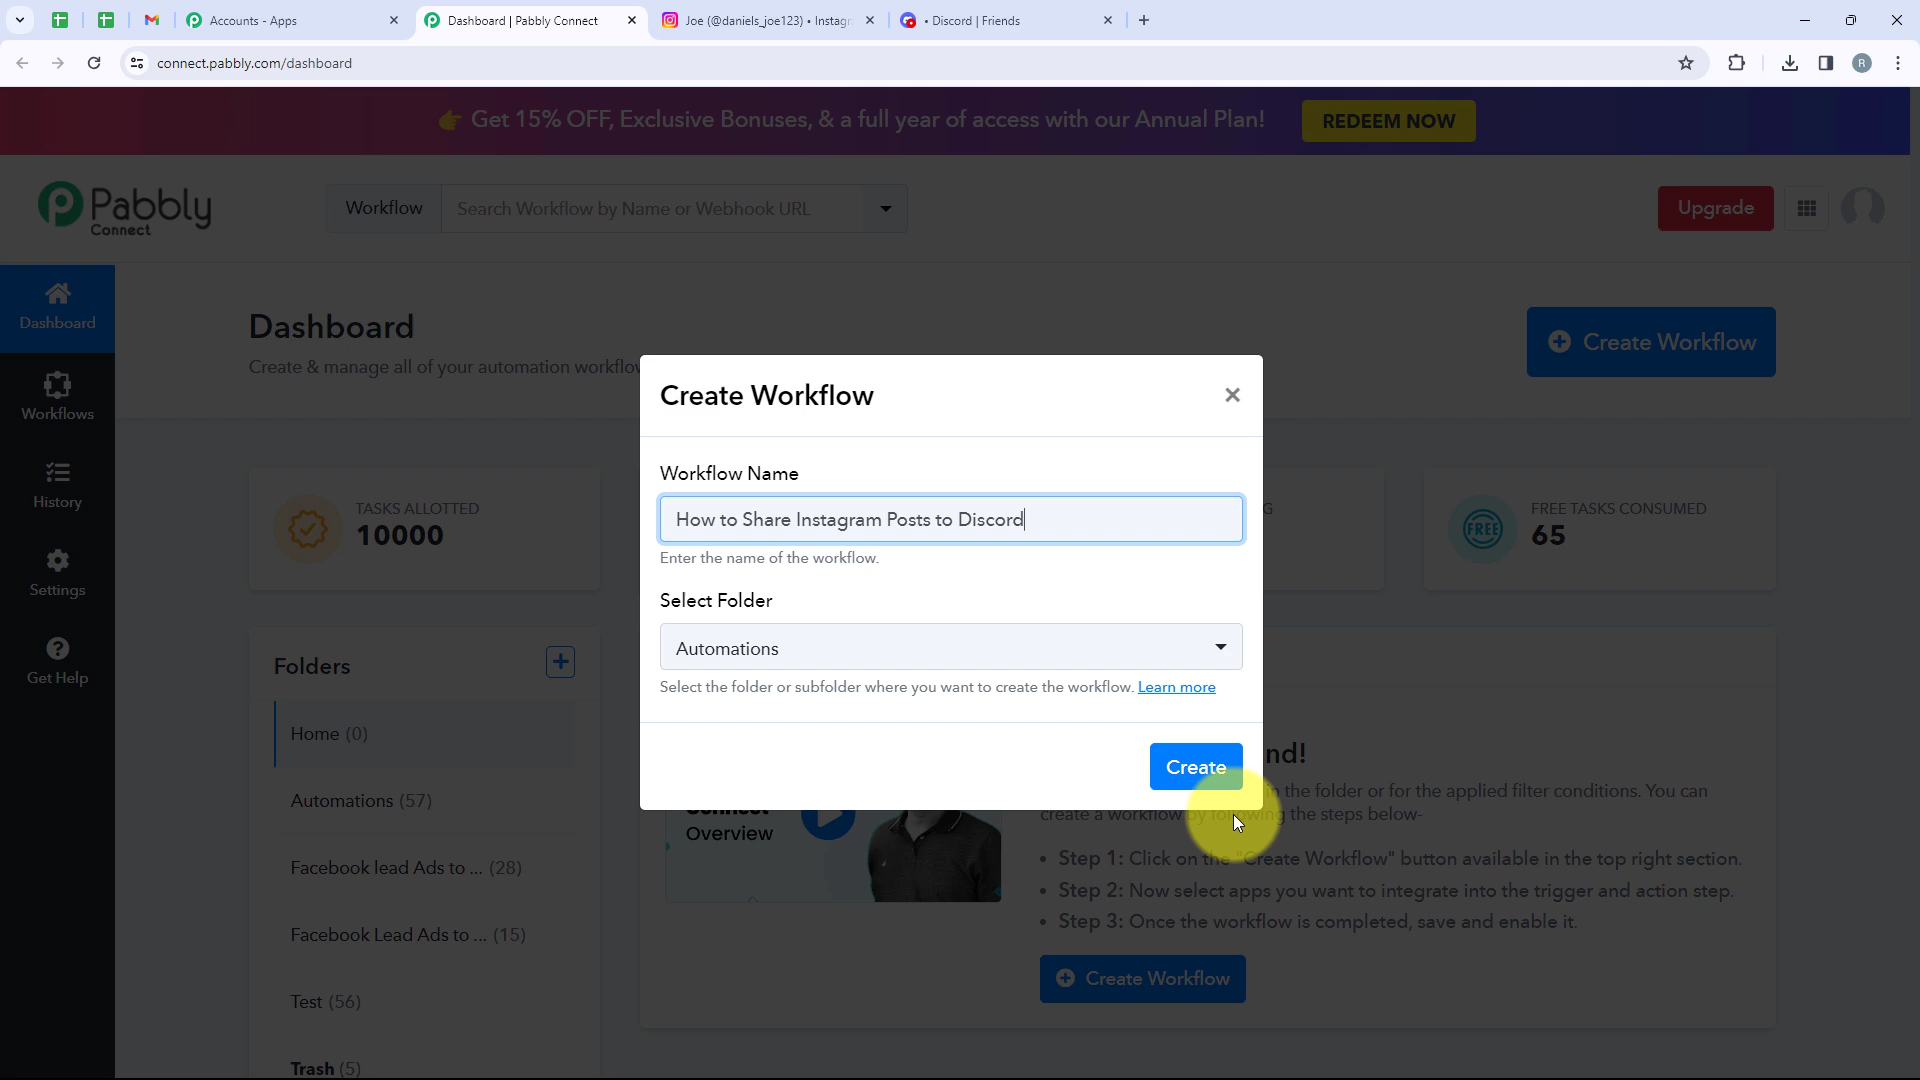 Accounts - Apps
Dashboard | Pabbly Connect
Joe (@daniels_joe123) • Instagr
• Discord | Friends
connect.pabbly.com/dashboard
R
👉 Get 15% OFF, Exclusive Bonuses, & a full year of access with our Annual Plan!
REDEEM NOW
Pabbly
Connect
Workflow
Search Workflow by Name or Webhook URL
Upgrade
Dashboard
Workflows
History
Settings
Get Help
Dashboard
Create & manage all of your automation workflow
Create Workflow
TASKS ALLOTTED
10000
G
FREE
FREE TASKS CONSUMED
65
Folders
Home (0)
Automations (57)
Facebook lead Ads to ... (28)
Facebook Lead Ads to ... (15)
Test (56)
Trash (5)
Create Workflow
Workflow Name
How to Share Instagram Posts to Discord
Enter the name of the workflow.
Select Folder
Automations
Select the folder or subfolder where you want to create the workflow. Learn more
Create
Connect
Overview
nd!
in the folder or for the applied filter conditions. You can
create a workflow by following the steps below-
• Step 1: Click on the "Create Workflow" button available in the top right section.
• Step 2: Now select apps you want to integrate into the trigger and action step.
• Step 3: Once the workflow is completed, save and enable it.
Create Workflow